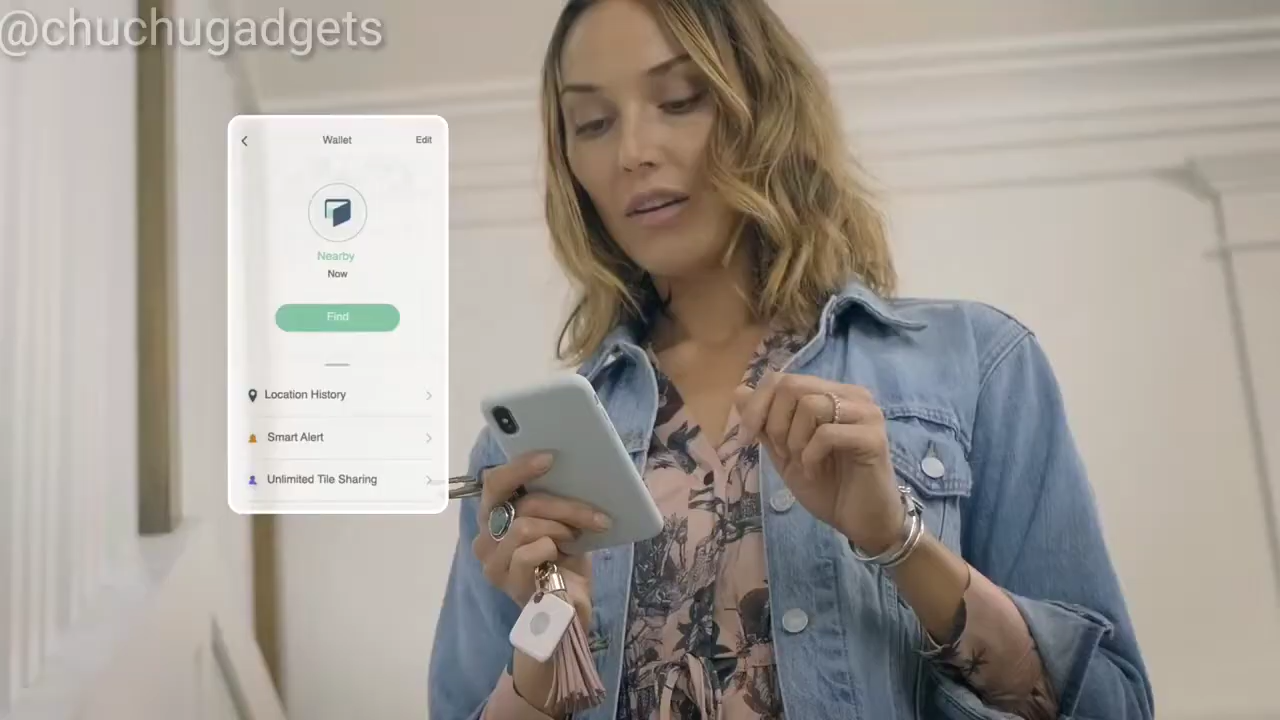 @chuchugadgets
Wallet Edit
Nearby
Now
Find
Location History
Smart Alert
Unlimited Tile Sharing